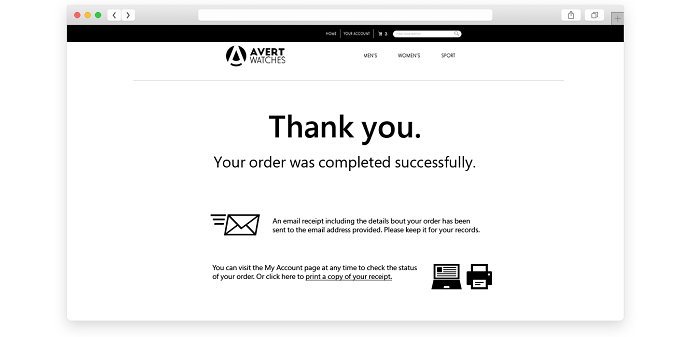 HOME YOUR ACCOUNT
AVERT
WATCHES
MEN'S WOMEN'S SPORT
Thank you.
Your order was completed successfully.
An email receipt including the details bout your order has been
sent to the email address provided. Please keep it for your records.
You can visit the My Account page at any time to check the status
of your order. Or click here to print a copy of your receipt.